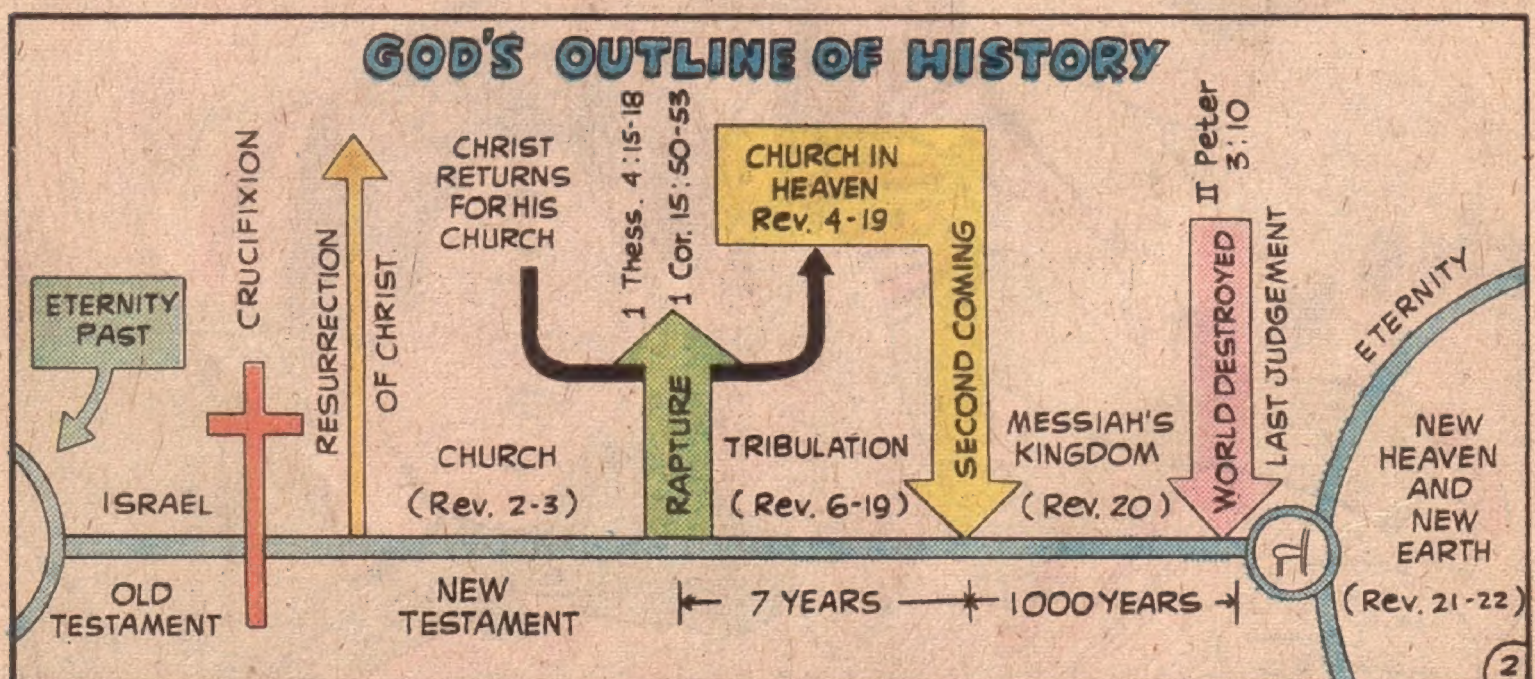 GOD'S OUTLINE OF HISTORY
ETERNITY
PAST
ISRAEL
OLD
TESTAMENT
CRUCIFIXION
RESURRECTION
OF CHRIST
CHRIST
RETURNS
FOR HIS
CHURCH
CHURCH
(Rev. 2-3)
NEW
TESTAMENT
1 Thess. 4:15-18
1 Cor. 15:50-53
RAPTURE
CHURCH IN
HEAVEN
Rev. 4-19
TRIBULATION
(Rev. 6-19)
7 YEARS
SECOND COMING
MESSIAH'S
KINGDOM
(Rev. 20)
1000 YEARS
II Peter
3:10
WORLD DESTROYED
LAST JUDGEMENT
ETERNITY
NEW
HEAVEN
AND
NEW
EARTH
(Rev. 21-22)
2